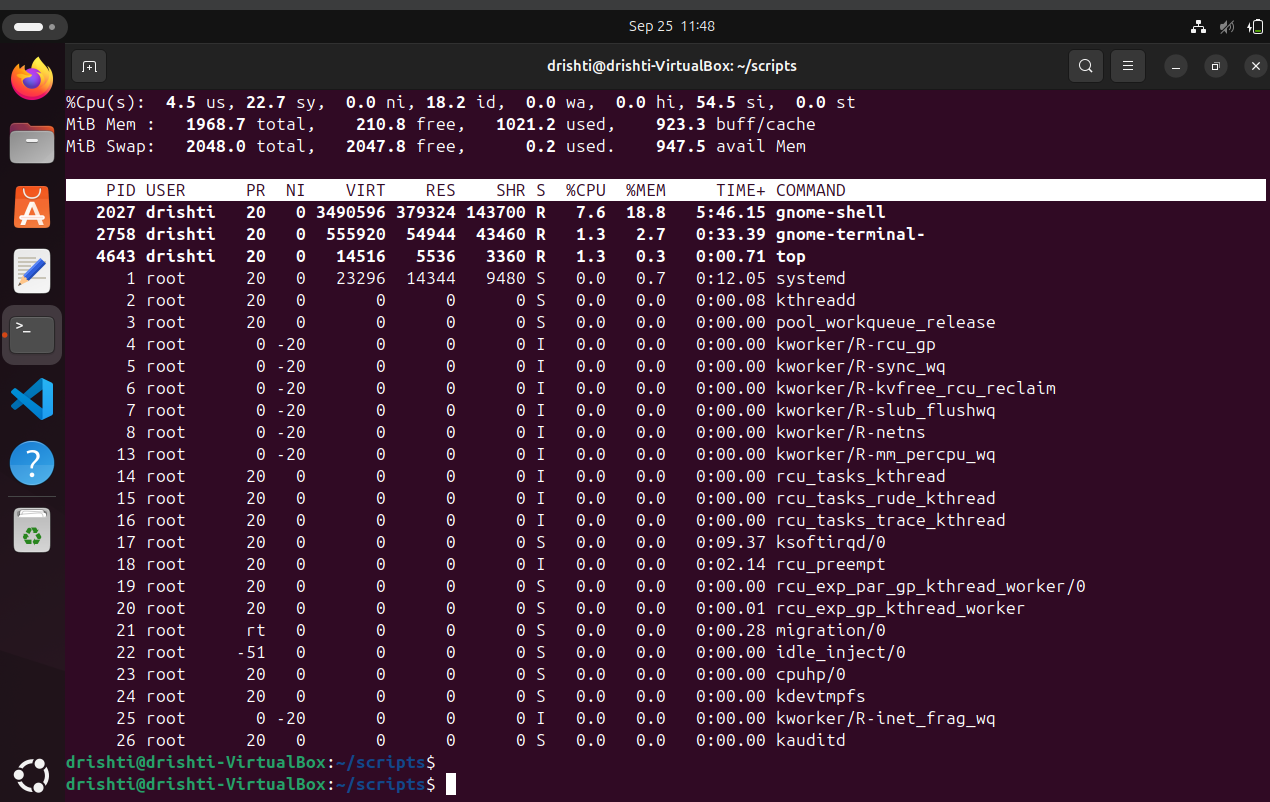 Sep 25 11:48
drishti@drishti-VirtualBox: ~/scripts
%Cpu(s):  4.5 us, 22.7 sy,  0.0 ni, 18.2 id,  0.0 wa,  0.0 hi, 54.5 si,  0.0 st
MiB Mem :   1968.7 total,    210.8 free,   1021.2 used,    923.3 buff/cache
MiB Swap:   2048.0 total,   2047.8 free,      0.2 used.    947.5 avail Mem
PID USER      PR  NI    VIRT    RES    SHR S  %CPU  %MEM     TIME+ COMMAND
2027 drishti   20   0 3490596 379324 143700 R   7.6  18.8   5:46.15 gnome-shell
2758 drishti   20   0  555920  54944  43460 R   1.3   2.7   0:33.39 gnome-terminal-
4643 drishti   20   0   14516   5536   3360 R   1.3   0.3   0:00.71 top
1 root      20   0   23296  14344   9480 S   0.0   0.7   0:12.05 systemd
2 root      20   0       0      0      0 S   0.0   0.0   0:00.08 kthreadd
3 root      20   0       0      0      0 S   0.0   0.0   0:00.00 pool_workqueue_release
4 root       0 -20       0      0      0 I   0.0   0.0   0:00.00 kworker/R-rcu_gp
5 root       0 -20       0      0      0 I   0.0   0.0   0:00.00 kworker/R-sync_wq
6 root       0 -20       0      0      0 I   0.0   0.0   0:00.00 kworker/R-kvfree_rcu_reclaim
7 root       0 -20       0      0      0 I   0.0   0.0   0:00.00 kworker/R-slub_flushwq
8 root       0 -20       0      0      0 I   0.0   0.0   0:00.00 kworker/R-netns
13 root       0 -20       0      0      0 I   0.0   0.0   0:00.00 kworker/R-mm_percpu_wq
14 root      20   0       0      0      0 I   0.0   0.0   0:00.00 rcu_tasks_kthread
15 root      20   0       0      0      0 I   0.0   0.0   0:00.00 rcu_tasks_rude_kthread
16 root      20   0       0      0      0 I   0.0   0.0   0:00.00 rcu_tasks_trace_kthread
17 root      20   0       0      0      0 S   0.0   0.0   0:09.37 ksoftirqd/0
18 root      20   0       0      0      0 I   0.0   0.0   0:02.14 rcu_preempt
19 root      20   0       0      0      0 S   0.0   0.0   0:00.00 rcu_exp_par_gp_kthread_worker/0
20 root      20   0       0      0      0 S   0.0   0.0   0:00.01 rcu_exp_gp_kthread_worker
21 root      rt   0       0      0      0 S   0.0   0.0   0:00.28 migration/0
22 root     -51   0       0      0      0 S   0.0   0.0   0:00.00 idle_inject/0
23 root      20   0       0      0      0 S   0.0   0.0   0:00.00 cpuhp/0
24 root      20   0       0      0      0 S   0.0   0.0   0:00.00 kdevtmpfs
25 root       0 -20       0      0      0 I   0.0   0.0   0:00.00 kworker/R-inet_frag_wq
26 root      20   0       0      0      0 S   0.0   0.0   0:00.00 kauditd
drishti@drishti-VirtualBox:~/scripts$
drishti@drishti-VirtualBox:~/scripts$